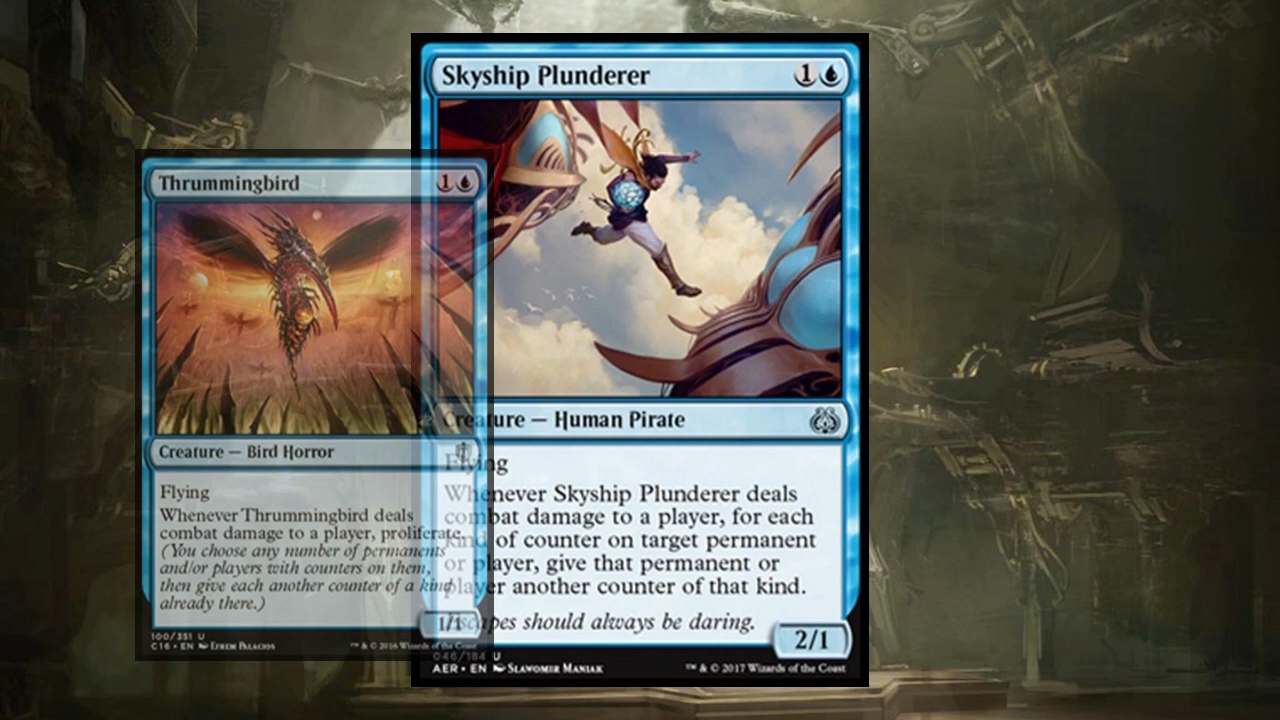 Thrummingbird
1
Creature — Bird Horror
Flying
Whenever Thrummingbird deals
combat damage to a player, proliferate.
(You choose any number of permanents
and/or players with counters on them,
then give each another counter of a kind
already there.)
1/1
100/351 U
C16 • EN Efrem Palacios
™ & © 2016 Wizards of the Coast
Skyship Plunderer
1
Creature — Human Pirate
Flying
Whenever Skyship Plunderer deals
combat damage to a player, for each
kind of counter on target permanent
or player, give that permanent or
player another counter of that kind.
Escapes should always be daring.
2/1
046/184 U
AER • EN Slawomir Maniak
™ & © 2017 Wizards of the Coast